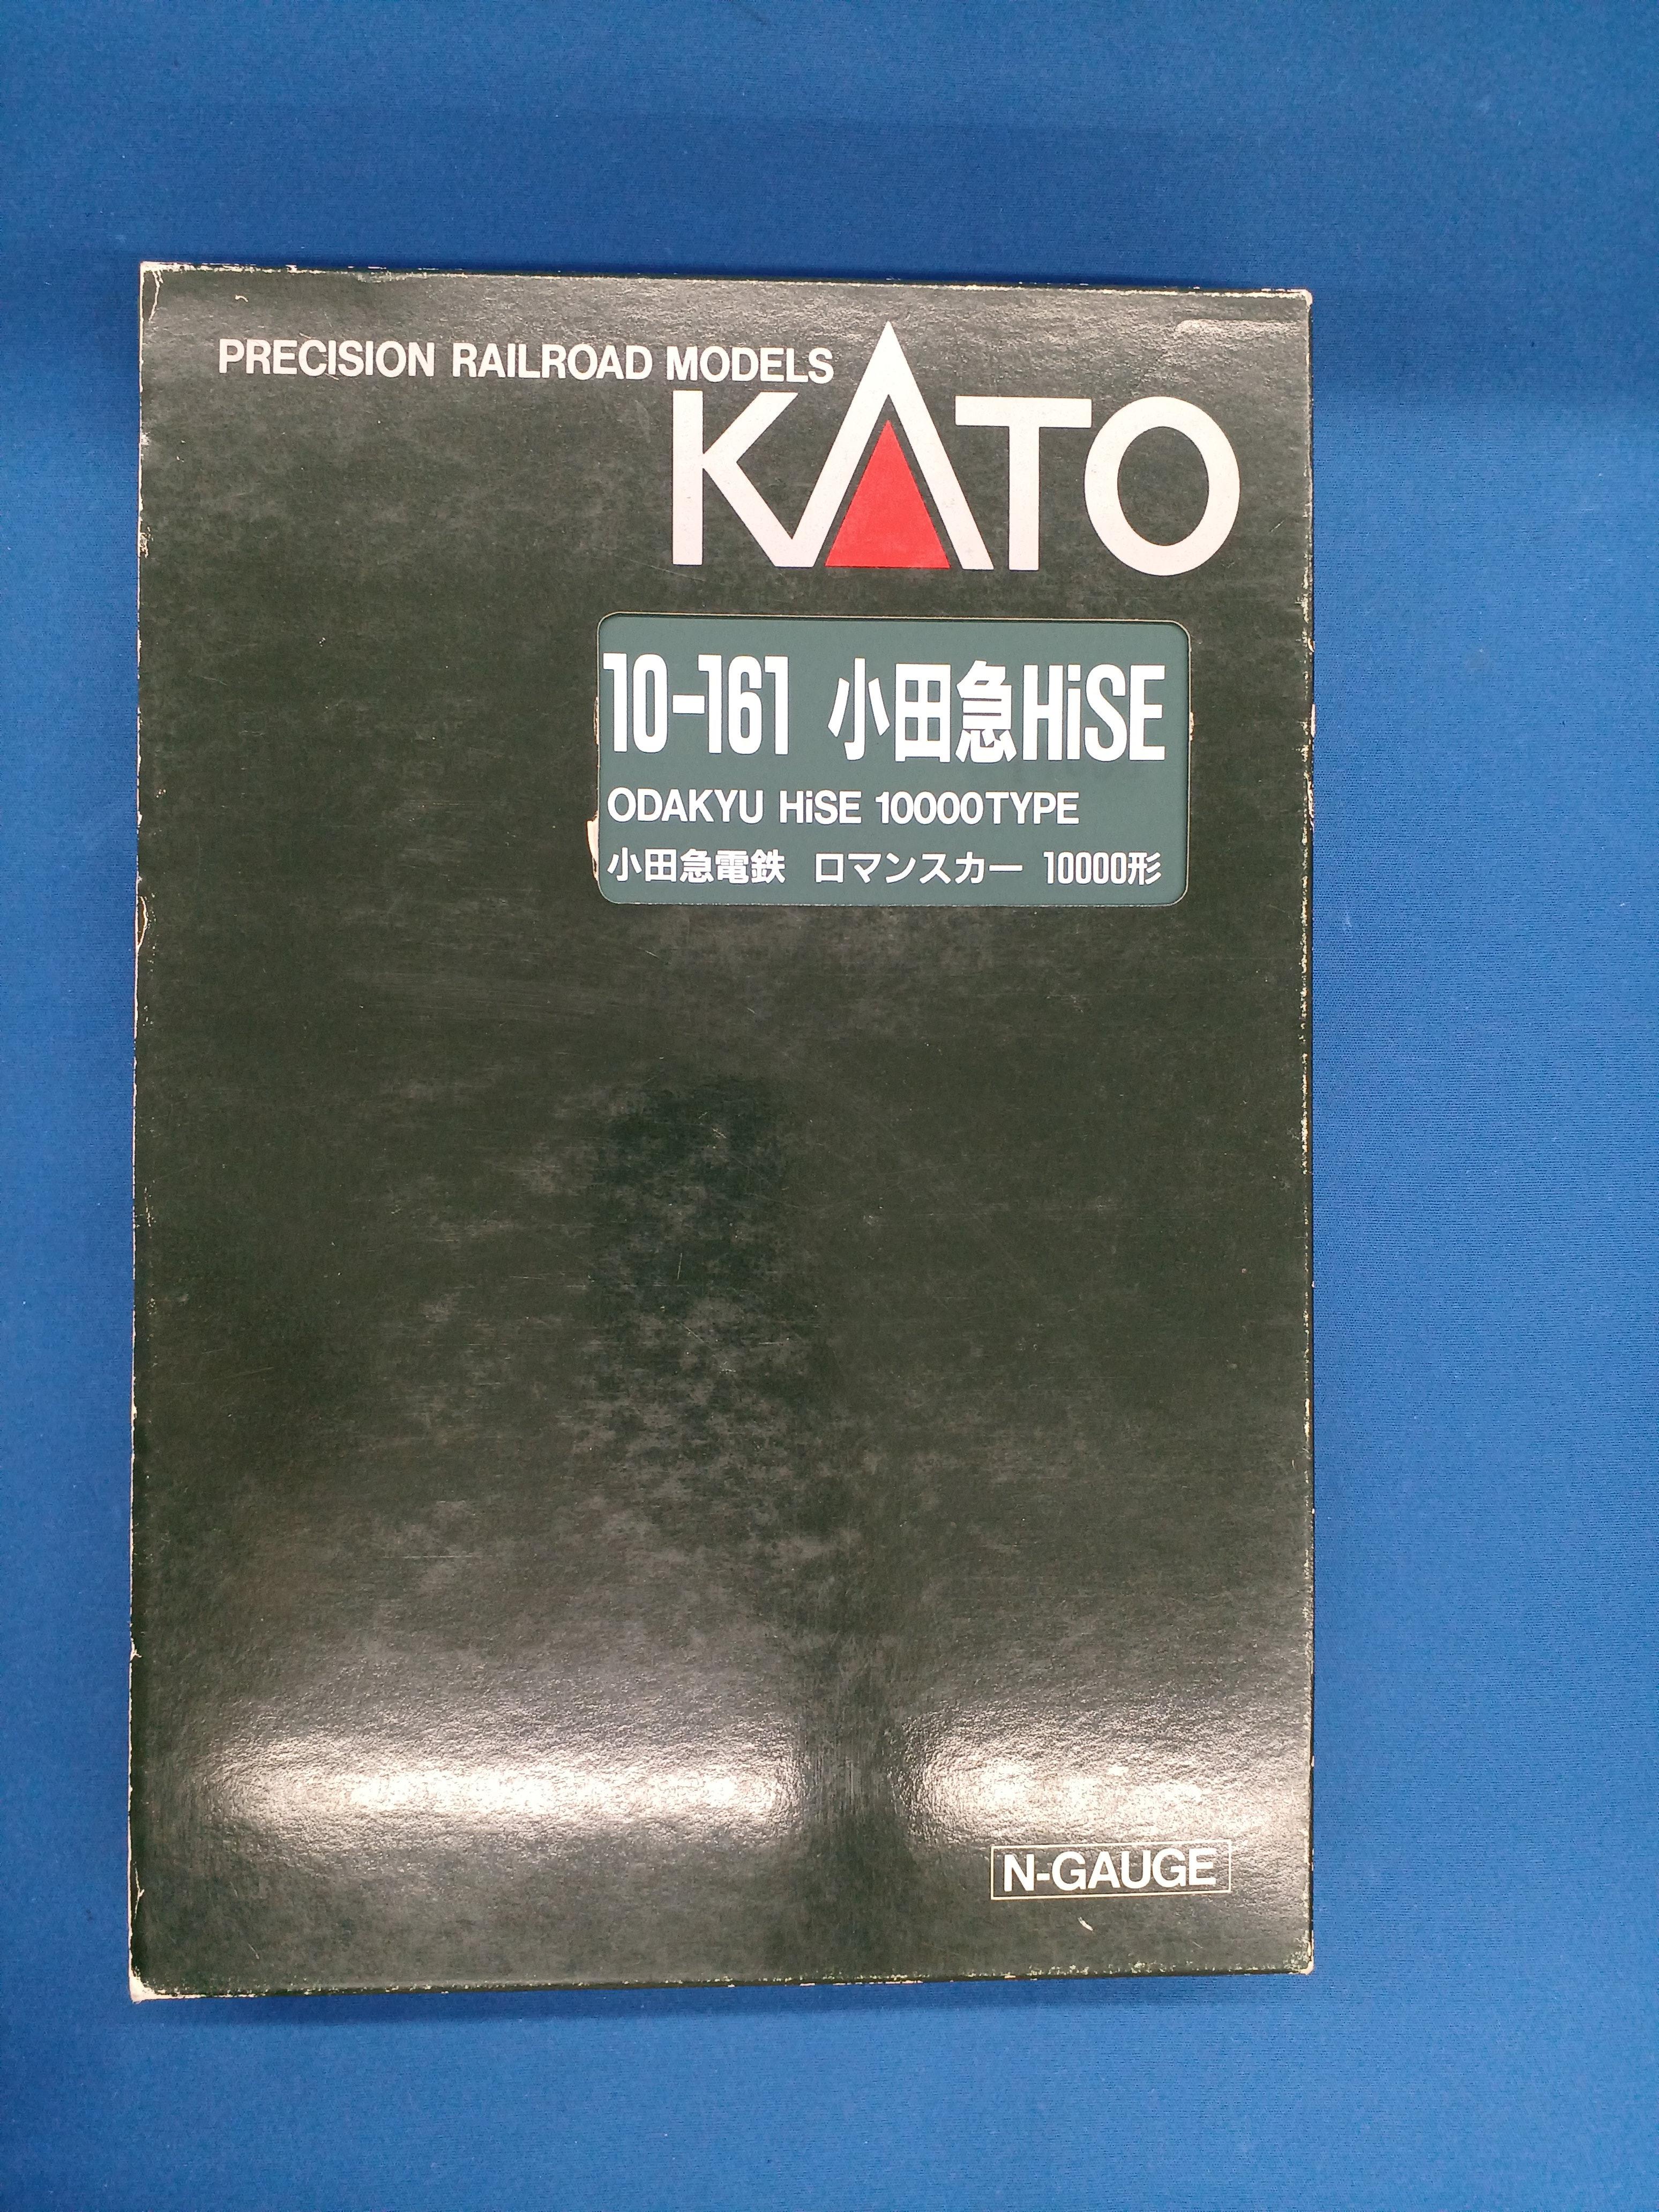 PRECISION RAILROAD MODELS
KATO
10-161 小田急HiSE
ODAKYU HiSE 10000TYPE
小田急電鉄 ロマンスカー 10000形
N-GAUGE